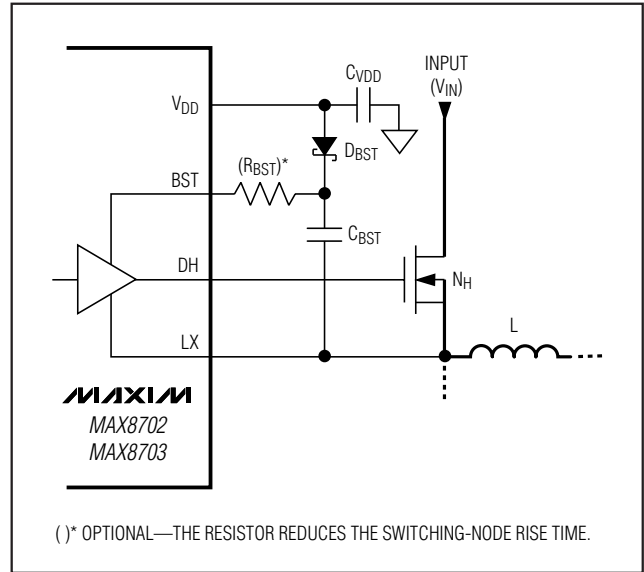 CVDD
INPUT
(VIN)
VDD
DBST
(RBST)*
BST
CBST
DH
NH
LX
L
MAXIM
MAX8702
MAX8703
( )* OPTIONAL—THE RESISTOR REDUCES THE SWITCHING-NODE RISE TIME.